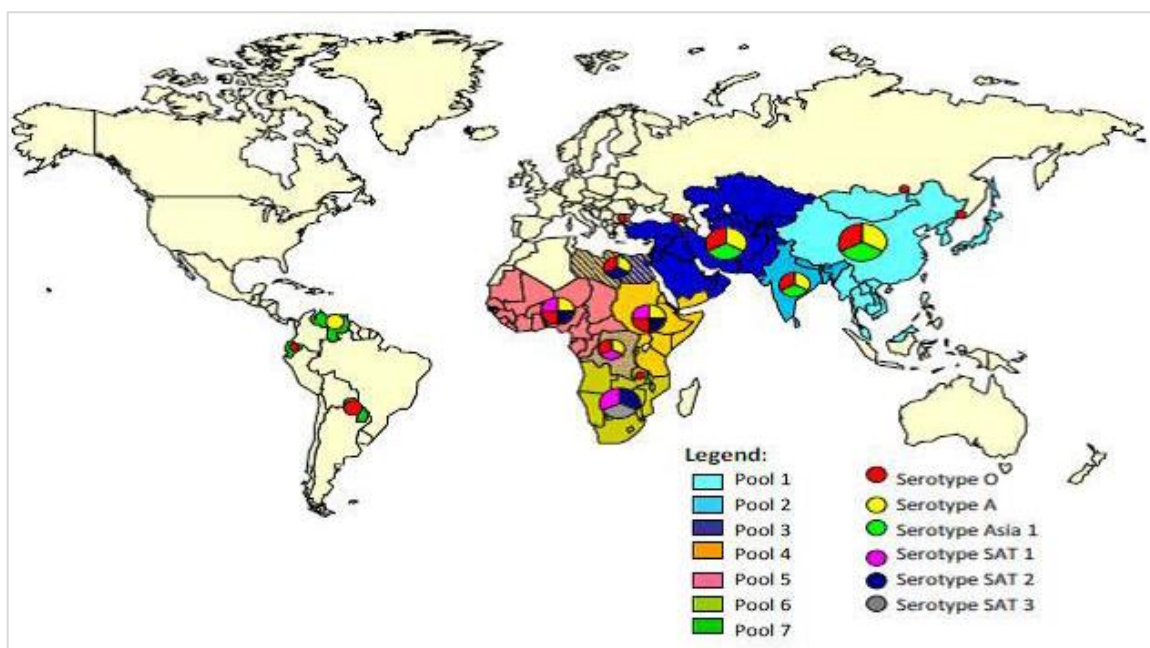 Legend:
Pool 1
Pool 2
Pool 3
Pool 4
Pool 5
Pool 6
Pool 7
Serotype O
Serotype A
Serotype Asia 1
Serotype SAT 1
Serotype SAT 2
Serotype SAT 3